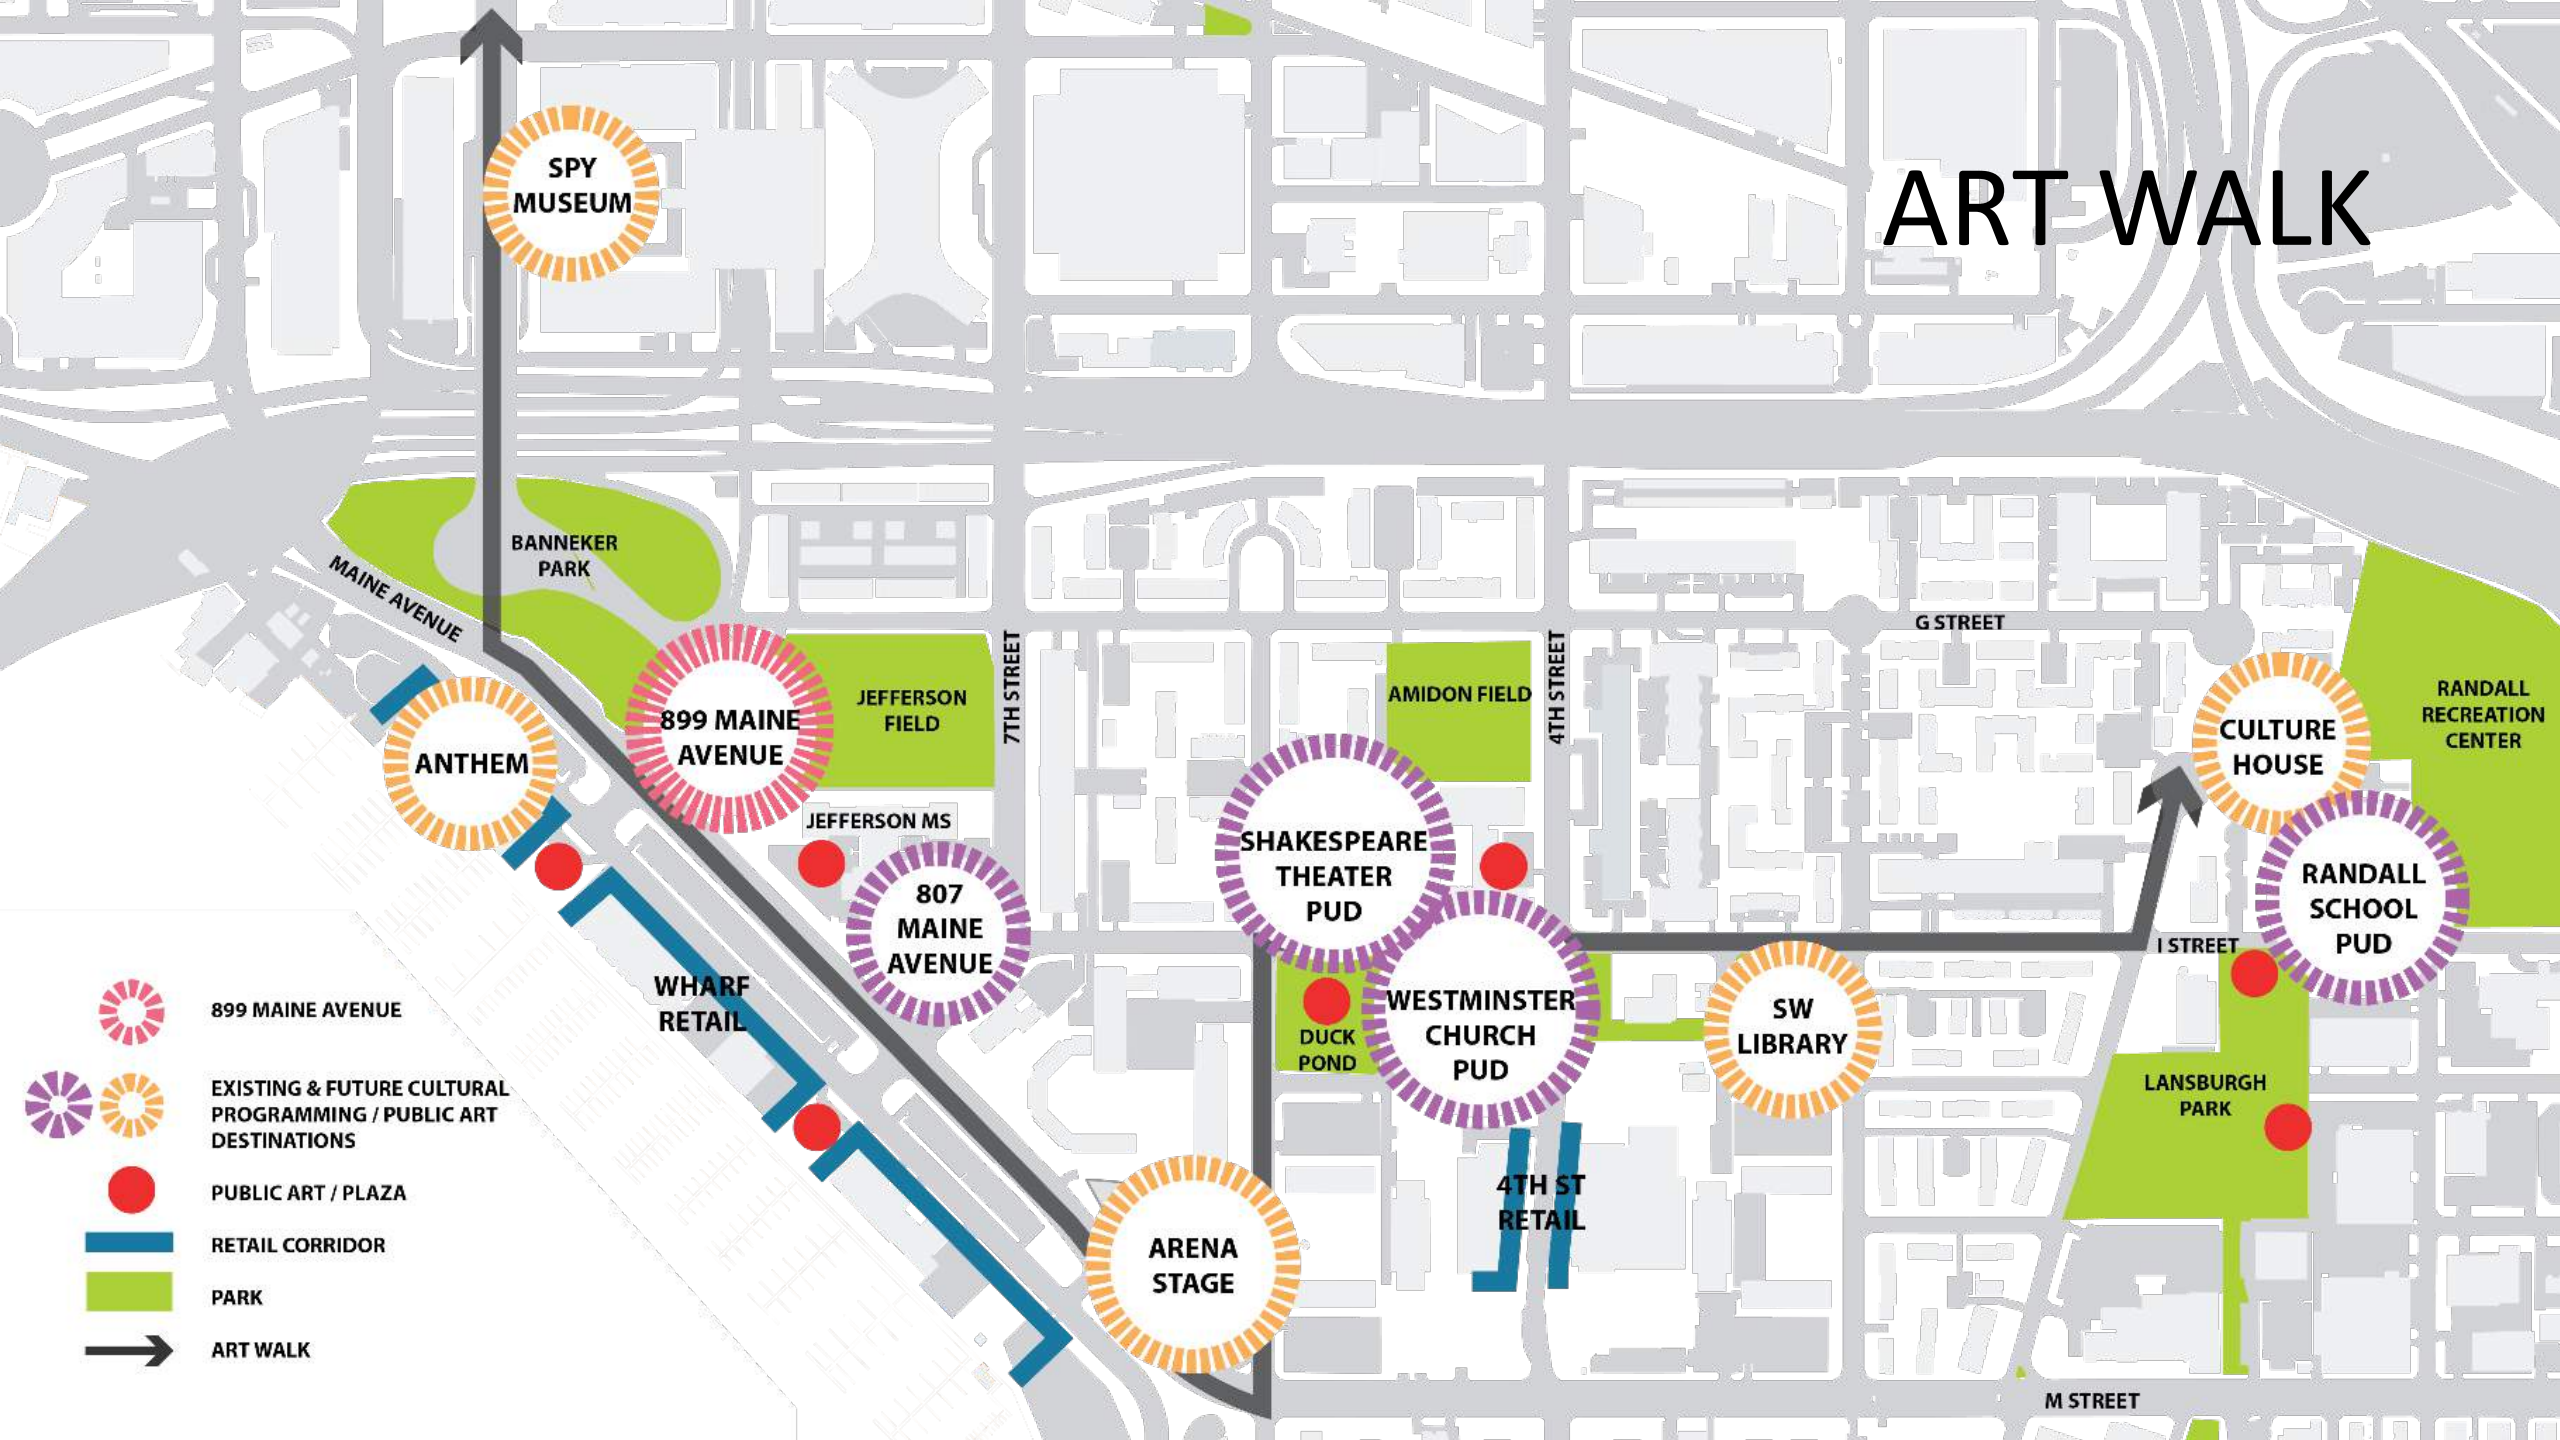 ART WALK
SPY
MUSEUM
BANNEKER
PARK
MAINE AVENUE
899 MAINE
AVENUE
JEFFERSON
FIELD
7TH STREET
ANTHEM
JEFFERSON MS
807
MAINE
AVENUE
WHARF
RETAIL
AMIDON FIELD
4TH STREET
G STREET
SHAKESPEARE
THEATER
PUD
CULTURE
HOUSE
RANDALL
RECREATION
CENTER
RANDALL
SCHOOL
PUD
I STREET
DUCK
POND
WESTMINSTER
CHURCH
PUD
SW
LIBRARY
LANSBURGH
PARK
4TH ST
RETAIL
ARENA
STAGE
M STREET
899 MAINE AVENUE
EXISTING & FUTURE CULTURAL
PROGRAMMING / PUBLIC ART
DESTINATIONS
PUBLIC ART / PLAZA
RETAIL CORRIDOR
PARK
ART WALK